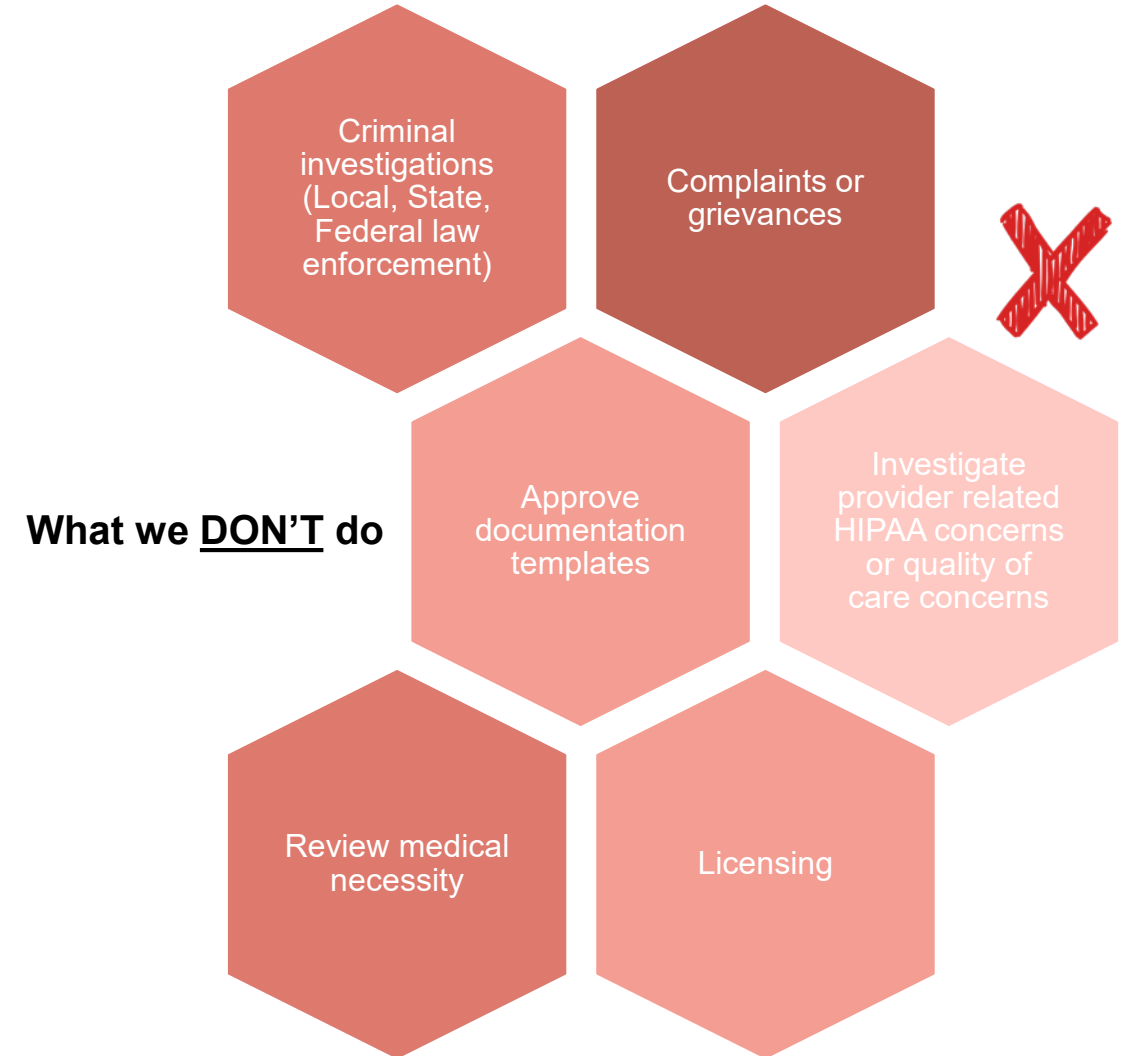 Criminal
investigations
(Local, State,
Federal law
enforcement)
Complaints or
grievances
What we DON’T do
Approve
documentation
templates
Investigate
provider related
HIPAA concerns
or quality of
care concerns
Review medical
necessity
Licensing